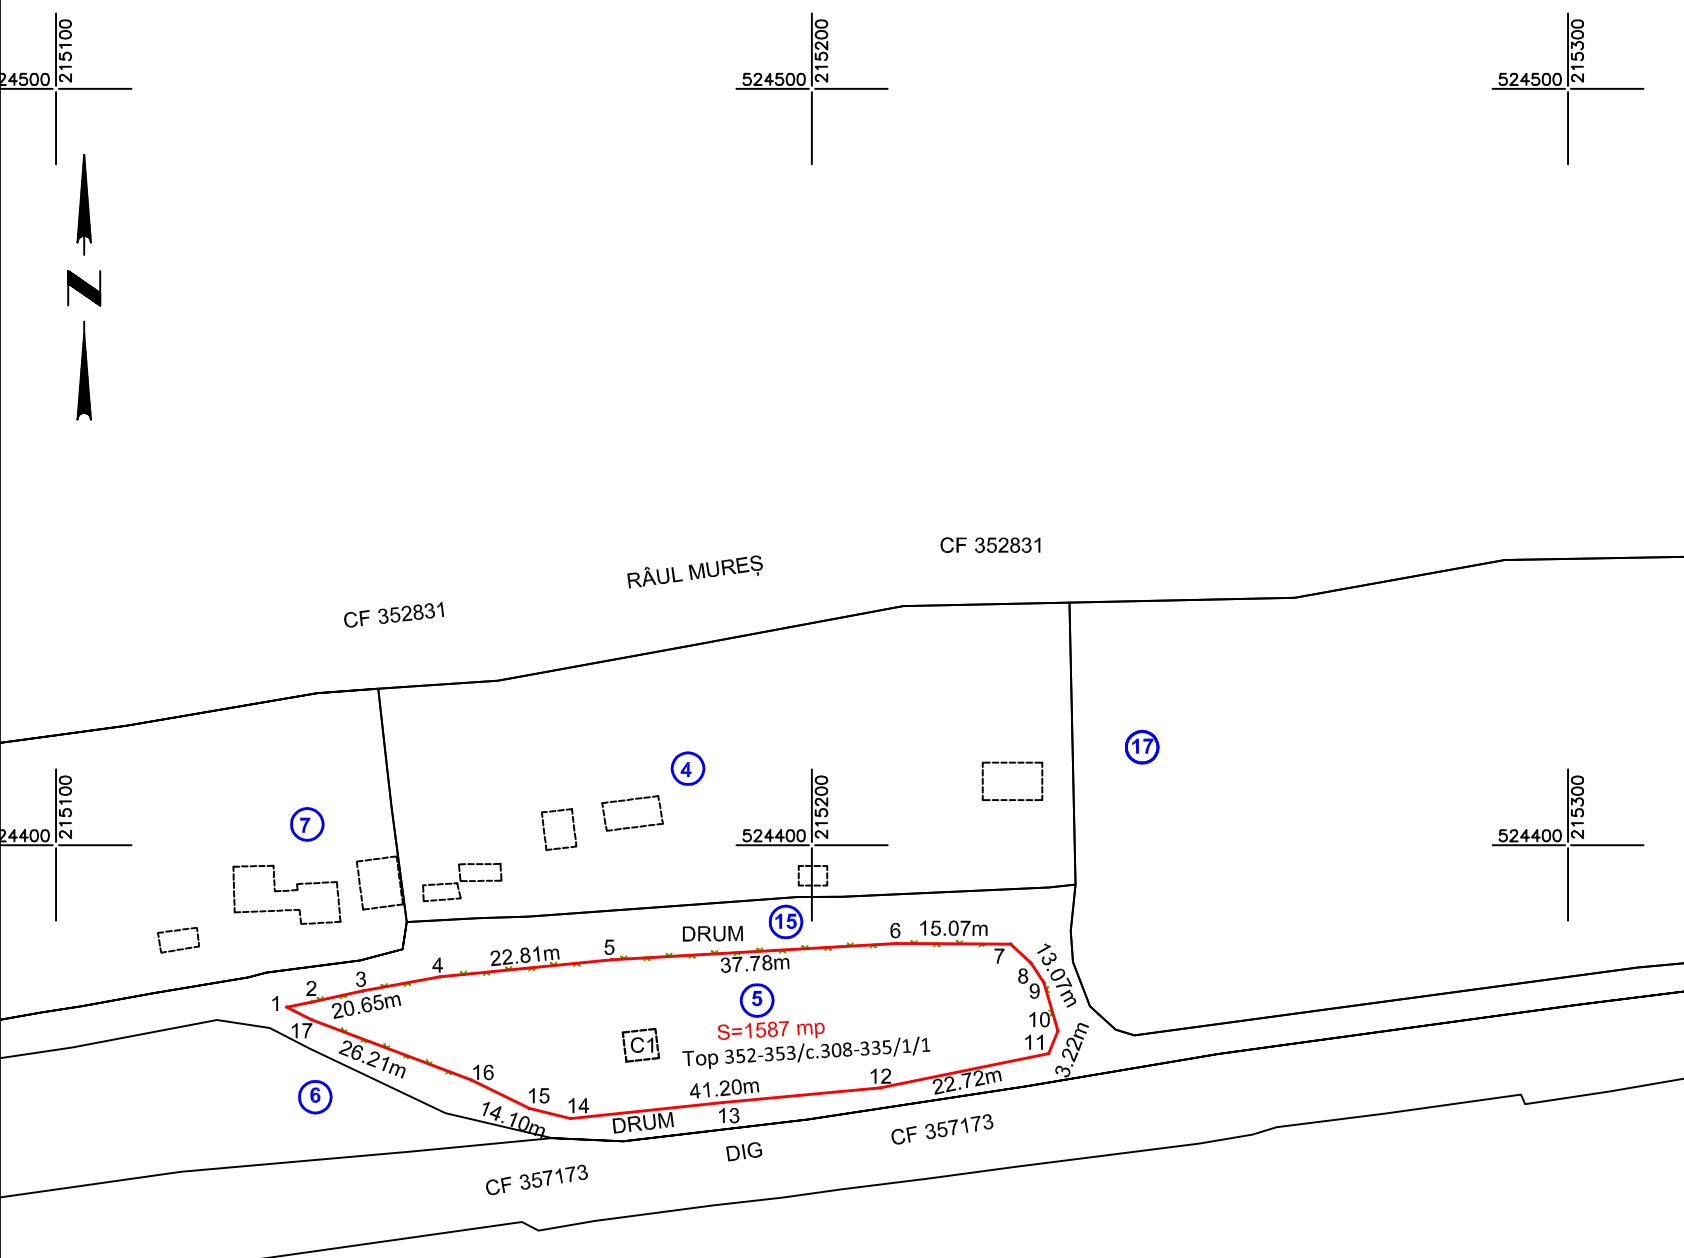 215100
215200
215300
24500
524500
524500
N
CF 352831
RÂUL MUREȘ
CF 352831
17
4
7
215100
215200
215300
24400
524400
524400
15
DRUM
6
15.07m
5
22.81m
37.78m
4
7
13.07m
3
2
20.65m
1
8
9
5
10
S=1587 mp
17
C1
Top 352-353/c.308-335/1/1
11
3.22m
26.21m
16
12
22.72m
41.20m
6
15
14
13
14.10m
DRUM
CF 357173
DIG
CF 357173